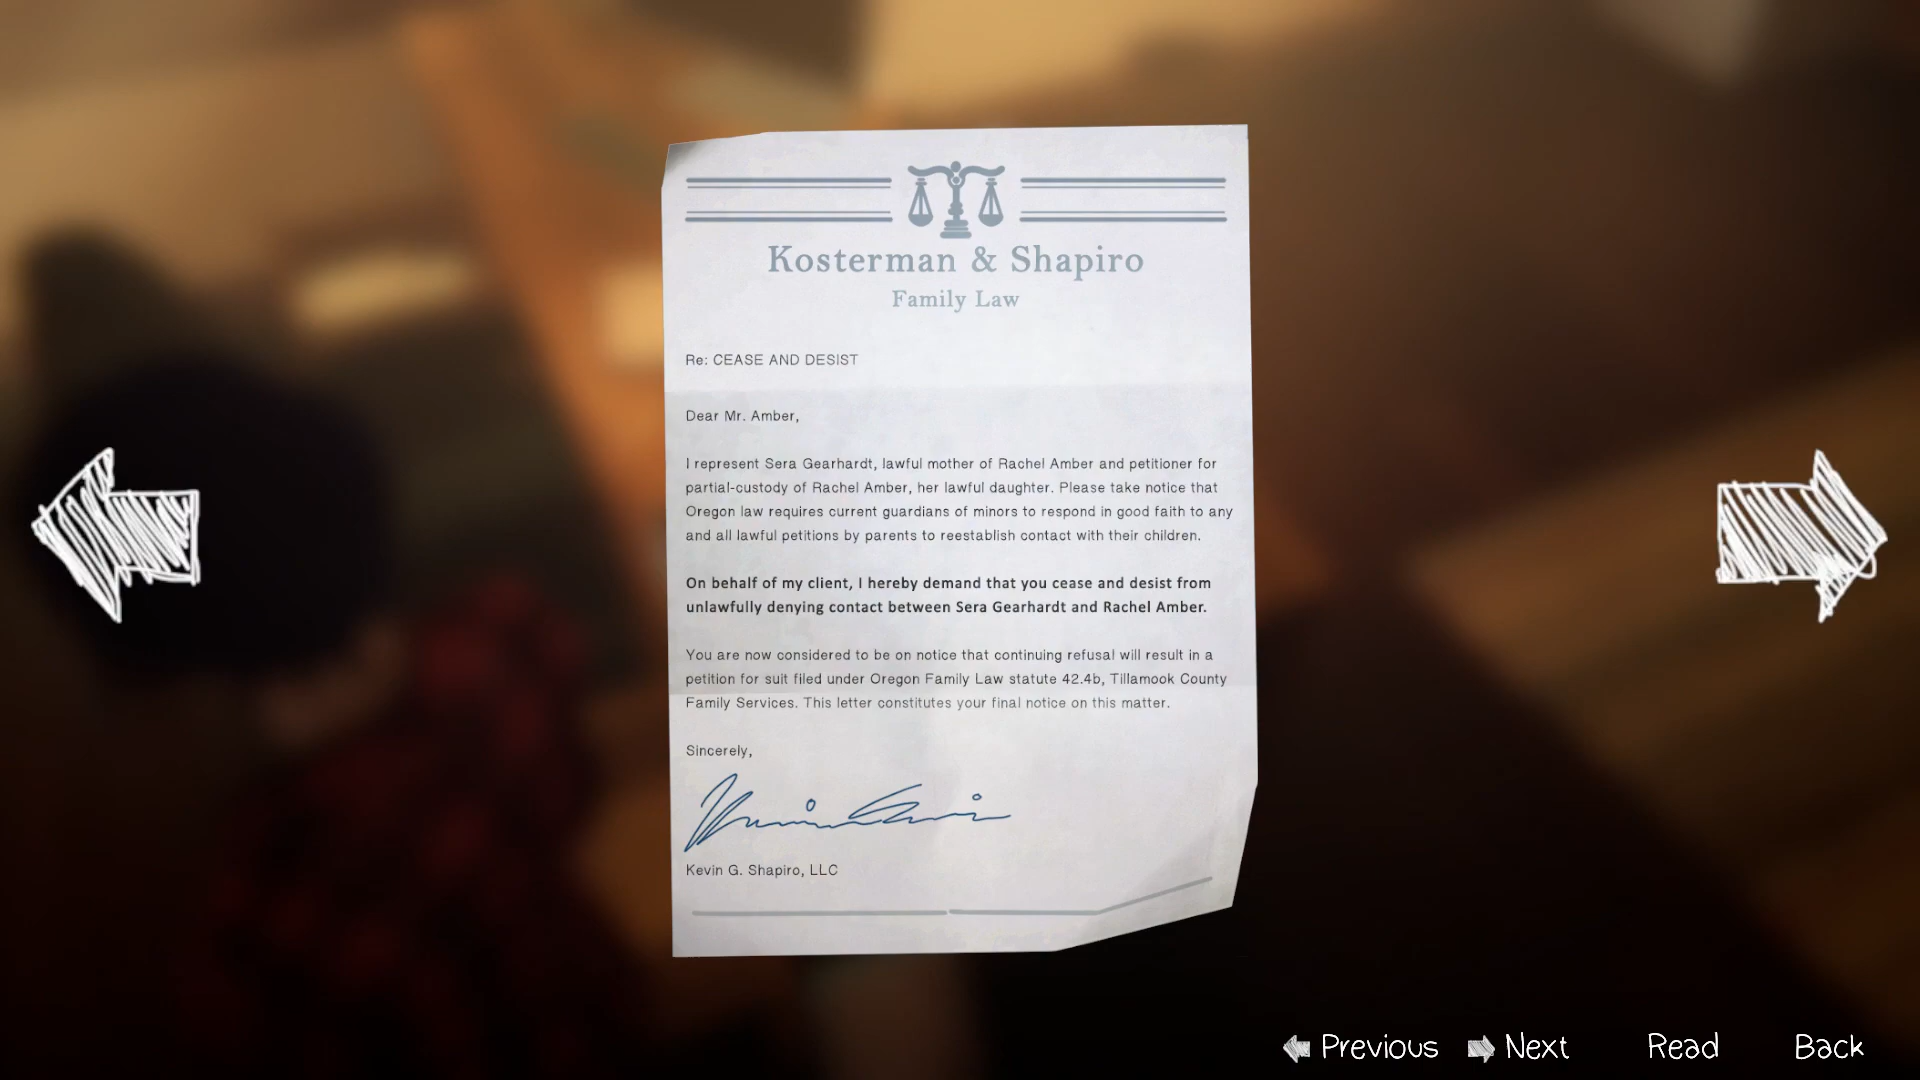 Kosterman & Shapiro
Family Law
Re: CEASE AND DESIST
Dear Mr. Amber,
I represent Sera Gearhardt, lawful mother of Rachel Amber and petitioner for
partial-custody of Rachel Amber, her lawful daughter. Please take notice that
Oregon law requires current guardians of minors to respond in good faith to any
and all lawful petitions by parents to reestablish contact with their children.
On behalf of my client, I hereby demand that you cease and desist from
unlawfully denying contact between Sera Gearhardt and Rachel Amber.
You are now considered to be on notice that continuing refusal will result in a
petition for suit filed under Oregon Family Law statute 42.4b, Tillamook County
Family Services. This letter constitutes your final notice on this matter.
Sincerely,
Kevin G. Shapiro, LLC
Previous Next Read Back